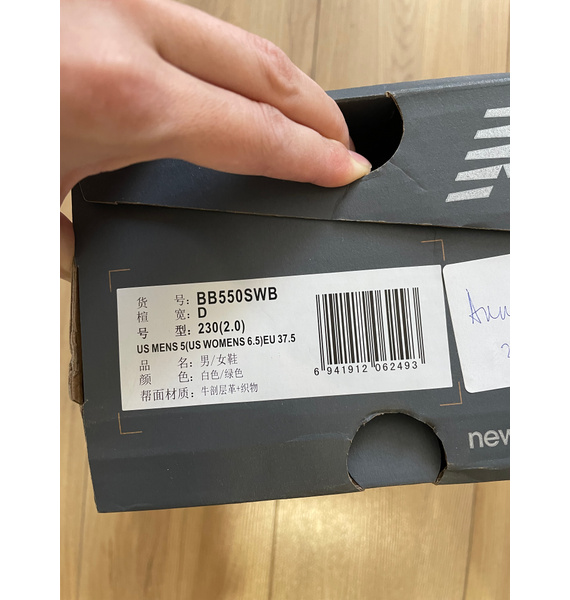 货 号: BB550SWB
楦 宽: D
号 型: 230(2.0)
US MENS 5(US WOMENS 6.5)EU 37.5
品 名: 男/女鞋
颜 色: 白色/绿色
帮面材质: 牛剖层革+织物
6 941912 062493
new